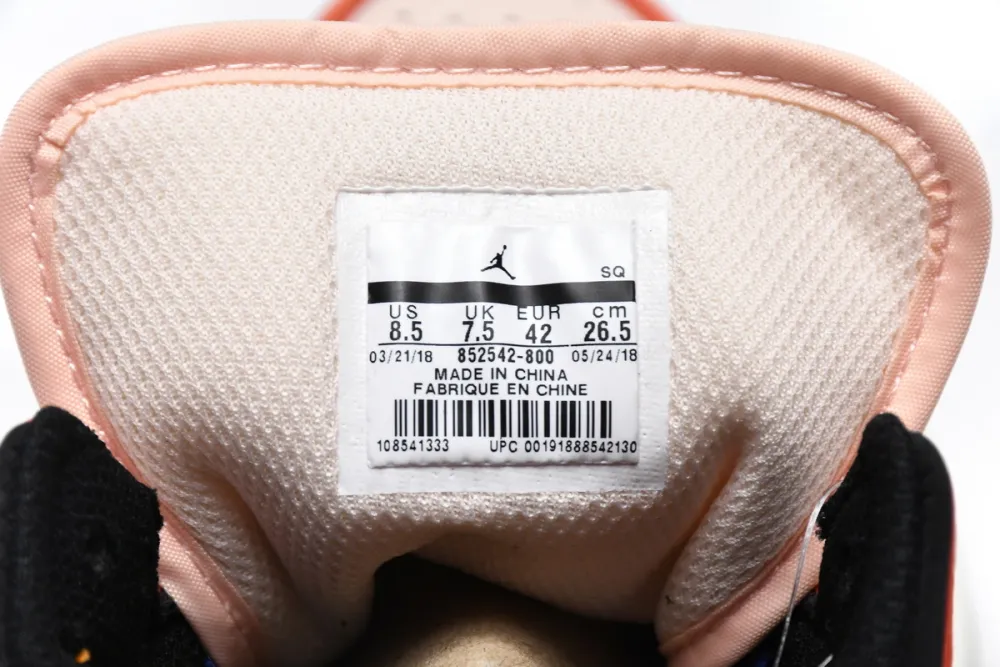 SQ
US UK EUR cm
8.5 7.5 42 26.5
03/21/18 852542-800 05/24/18
MADE IN CHINA
FABRIQUE EN CHINE
108541333 UPC 00191888542130